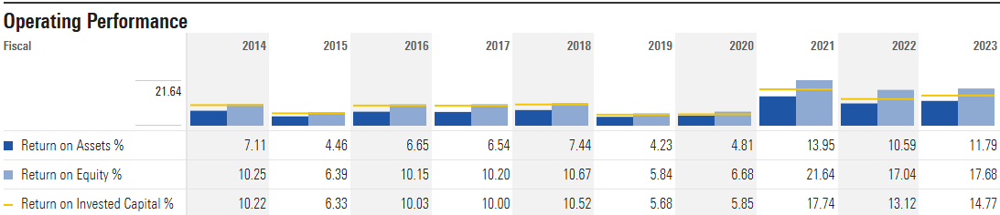 Operating Performance
Fiscal 2014 2015 2016 2017 2018 2019 2020 2021 2022 2023
21.64
Return on Assets % 7.11 4.46 6.65 6.54 7.44 4.23 4.81 13.95 10.59 11.79
Return on Equity % 10.25 6.39 10.15 10.20 10.67 5.84 6.68 21.64 17.04 17.68
Return on Invested Capital % 10.22 6.33 10.03 10.00 10.52 5.68 5.85 17.74 13.12 14.77